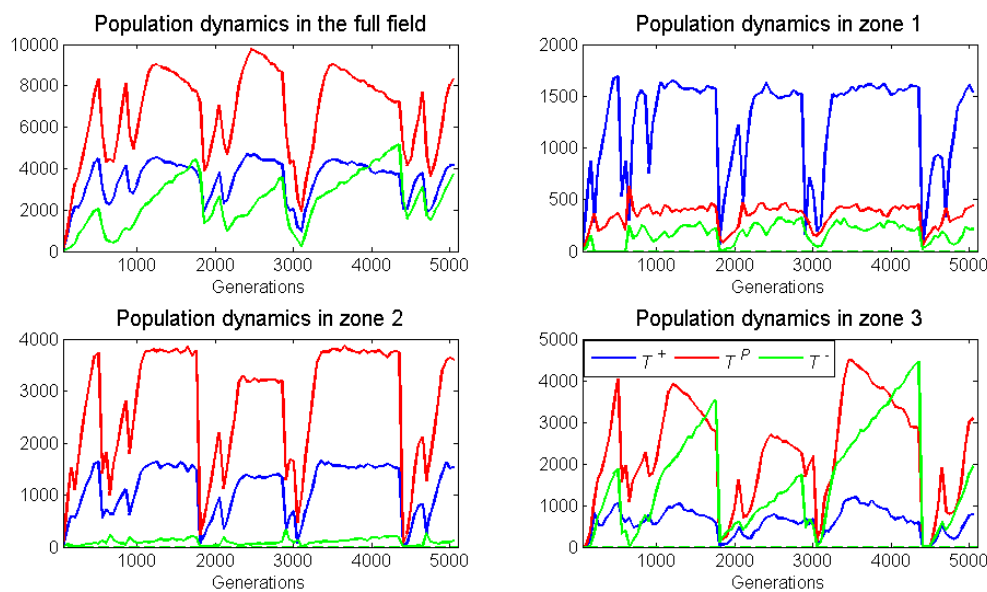 Population dynamics in the full field
10000
8000
6000
4000
2000
0
1000 2000 3000 4000 5000
Generations
Population dynamics in zone 1
2000
1500
1000
500
0
1000 2000 3000 4000 5000
Generations
Population dynamics in zone 2
4000
3000
2000
1000
0
1000 2000 3000 4000 5000
Generations
Population dynamics in zone 3
T+ TP T-
5000
4000
3000
2000
1000
0
1000 2000 3000 4000 5000
Generations